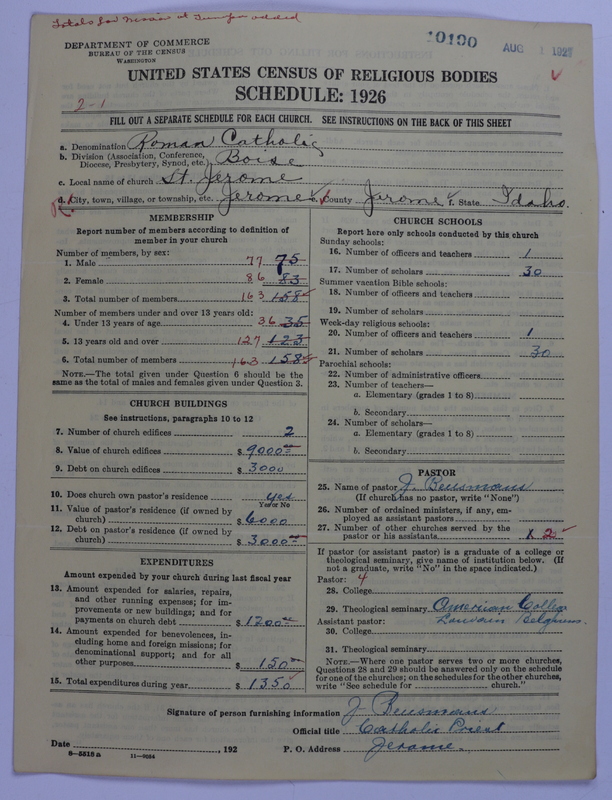 Totals for Mission at added
DEPARTMENT OF COMMERCE
BUREAU OF THE CENSUS
WASHINGTON
10190
AUG 1 1927
UNITED STATES CENSUS OF RELIGIOUS BODIES
SCHEDULE: 1926
2-1
FILL OUT A SEPARATE SCHEDULE FOR EACH CHURCH. SEE INSTRUCTIONS ON THE BACK OF THIS SHEET
a. Denomination Roman Catholic
b. Division (Association, Conference, Diocese, Presbytery, Synod, etc.) Boise
c. Local name of church St. Jerome
d. City, town, village, or township, etc. Jerome e. County Jerome f. State Idaho.
MEMBERSHIP
Report number of members according to definition of
member in your church
Number of members, by sex:
1. Male 77 75
2. Female 86 83
3. Total number of members 163 158
Number of members under and over 13 years old:
4. Under 13 years of age 36 35
5. 13 years old and over 127 123
6. Total number of members 163 158
NOTE.—The total given under Question 6 should be
same as the total of males and females given under Question 3.
CHURCH BUILDINGS
See instructions, paragraphs 10 to 12
7. Number of church edifices 2
8. Value of church edifices $ 9000
9. Debt on church edifices $ 3000
10. Does church own pastor's residence yes
Yes or No
11. Value of pastor's residence (if owned by
church) $ 6000
12. Debt on pastor's residence (if owned by
church) $ 3000
EXPENDITURES
Amount expended by your church during last fiscal year
13. Amount expended for salaries, repairs,
and other running expenses; for im-
provements or new buildings; and for
payments on church debt $ 1200
14. Amount expended for benevolences, in-
cluding home and foreign missions; for
denominational support; and for all
other purposes $ 150
15. Total expenditures during year $ 1350
CHURCH SCHOOLS
Report here only schools conducted by this church
Sunday schools:
16. Number of officers and teachers 1
17. Number of scholars 30
Summer vacation Bible schools:
18. Number of officers and teachers
19. Number of scholars
Week-day religious schools:
20. Number of officers and teachers 1
21. Number of scholars 30
Parochial schools:
22. Number of administrative officers
23. Number of teachers—
a. Elementary (grades 1 to 8)
b. Secondary
24. Number of scholars—
a. Elementary (grades 1 to 8)
b. Secondary
PASTOR
25. Name of pastor J. Beusmans
(If church has no pastor, write "None")
26. Number of ordained ministers, if any, em-
ployed as assistant pastors
27. Number of other churches served by the
pastor or his assistants x 2
If pastor (or assistant pastor) is a graduate of a college or
theological seminary, give name of institution below. (If
not a graduate, write "No" in the space indicated.)
Pastor: 4
28. College
29. Theological seminary American College
Assistant pastor: Louvain Belgium.
30. College
31. Theological seminary
NOTE.—Where one pastor serves two or more churches,
Questions 28 and 29 should be answered only on the schedule
for one of the churches; on the schedules for the other churches,
write "See schedule for church."
Signature of person furnishing information J Beusmans
Official title Catholic Priest
Date , 192 P. O. Address Jerome.
8-5518 a 11-9054